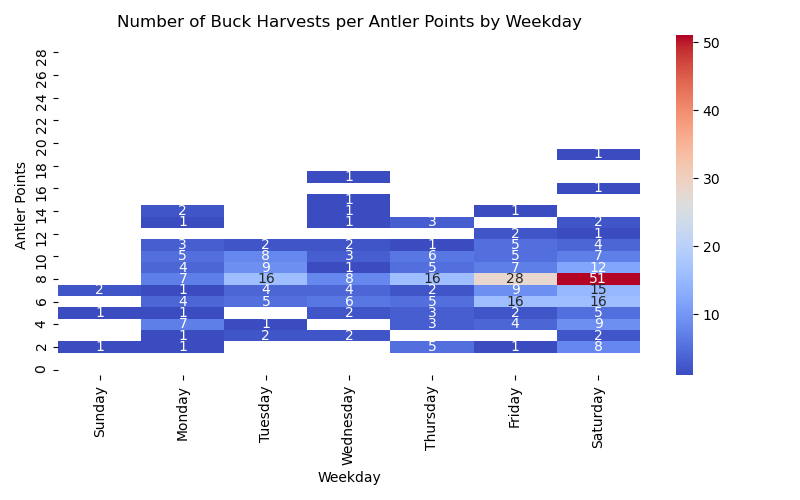 Number of Buck Harvests per Antler Points by Weekday
Antler Points
28
26
24
22
20
1
18
1
16 1
1
14 2 1 1
1 1 3 2
12 2 1
3 2 2 1 5 4
10 5 8 3 6 5 7
4 9 1 5 7 12
8 7 16 8 16 28 51
2 1 4 4 2 9 15
6 4 5 6 5 16 16
1 1 2 3 2 5
4 7 1 3 4 9
1 2 2 2
2 1 1 5 1 8
0
Sunday Monday Tuesday Wednesday Thursday Friday Saturday
Weekday
50
40
30
20
10